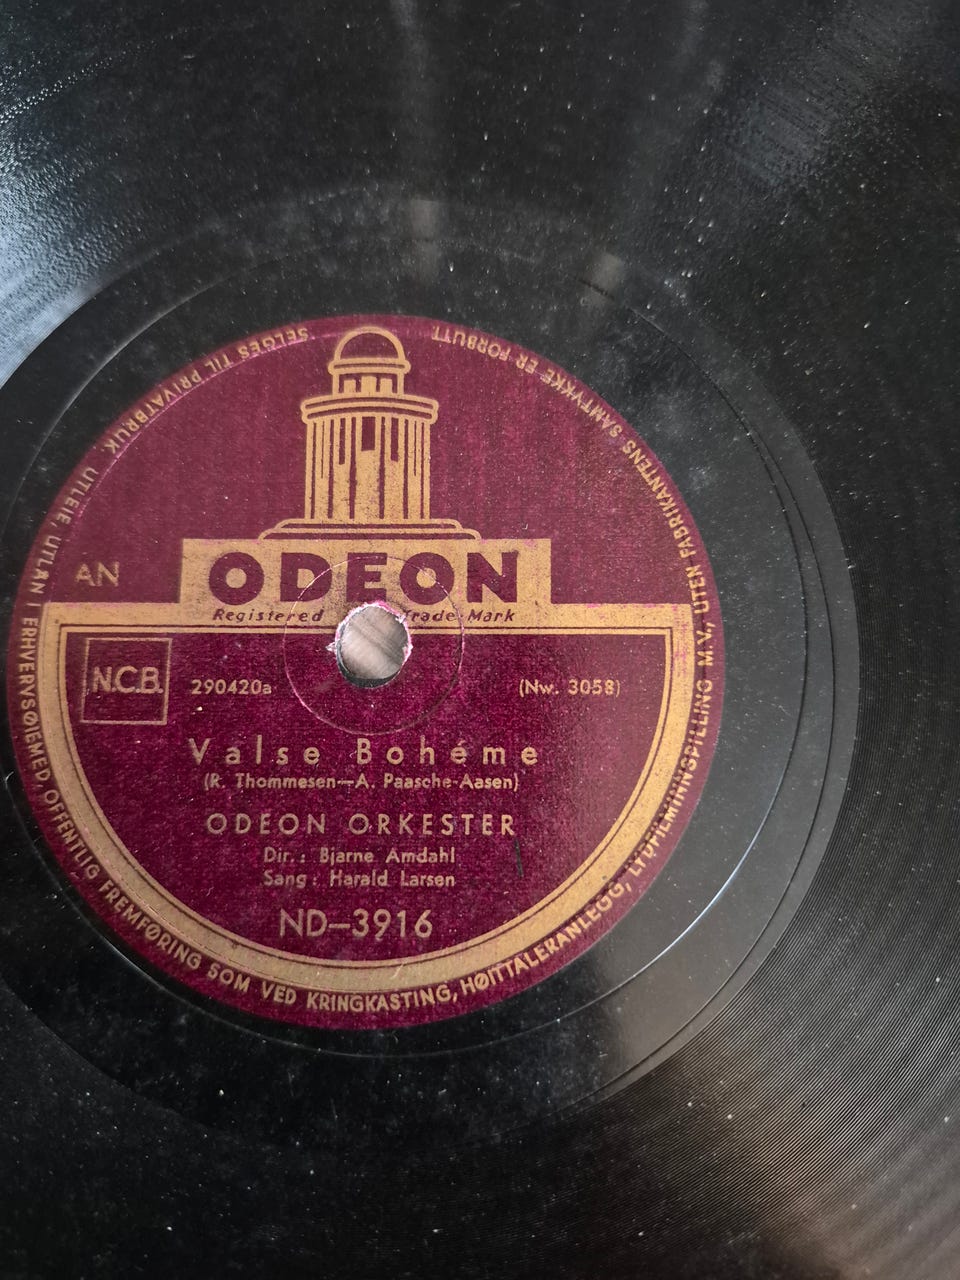 SELGES TIL PRIVATBRUK. UTLEIE, UTLÅN I ERHVERVSØIEMED, OFFENTLIG FREMFØRING SOM VED KRINGKASTING, HØITTALERANLEGG, LYDFILMINNSPILLING M.V., UTEN FABRIKANTENS SAMTYKKE ER FORBUTT
AN
ODEON
Registered Trade-Mark
N.C.B.
290420a (Nw. 3058)
Valse Bohéme
(R. Thommesen—A. Paasche-Aasen)
ODEON ORKESTER
Dir.: Bjarne Amdahl
Sang: Harald Larsen
ND—3916